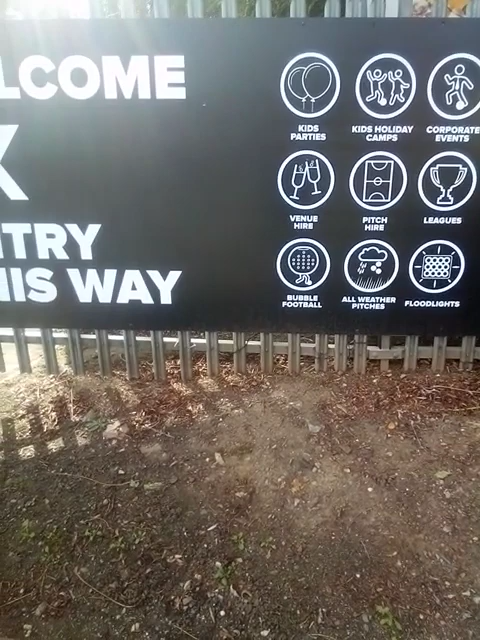 LCOME
X
TRY
IS WAY
KIDS
PARTIES
KIDS HOLIDAY
CAMPS
CORPORATE
EVENTS
VENUE
HIRE
PITCH
HIRE
LEAGUES
BUBBLE
FOOTBALL
ALL WEATHER
PITCHES
FLOODLIGHTS